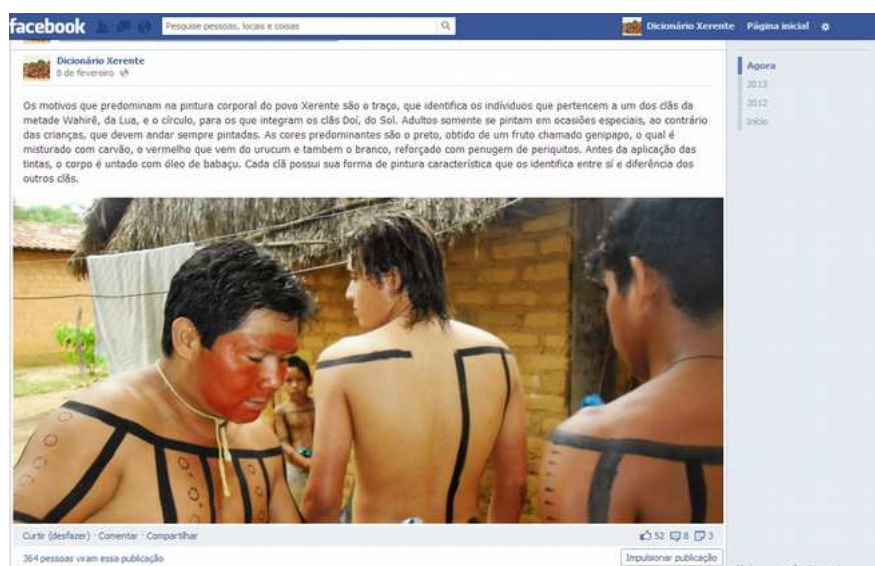 facebook
Pesquise pessoas, locais e coisas
Dicionário Xerente Página inicial
Dicionário Xerente
8 de fevereiro
Agora
2013
2012
Início
Os motivos que predominam na pintura corporal do povo Xerente são o traço, que identifica os indivíduos que pertencem a um dos clãs da
metade Wahirê, da Lua, e o círculo, para os que integram os clãs Doí, do Sol. Adultos somente se pintam em ocasiões especiais, ao contrário
das crianças, que devem andar sempre pintadas. As cores predominantes são o preto, obtido de um fruto chamado genipapo, o qual é
misturado com carvão, o vermelho que vem do urucum e tambem o branco, reforçado com penugem de periquitos. Antes da aplicação das
tintas, o corpo é untado com óleo de babaçu. Cada clã possui sua forma de pintura característica que os identifica entre sí e diferência dos
outros clãs.
Curtir (desfazer) · Comentar · Compartilhar
52 8 3
364 pessoas viram essa publicação
Impulsionar publicação